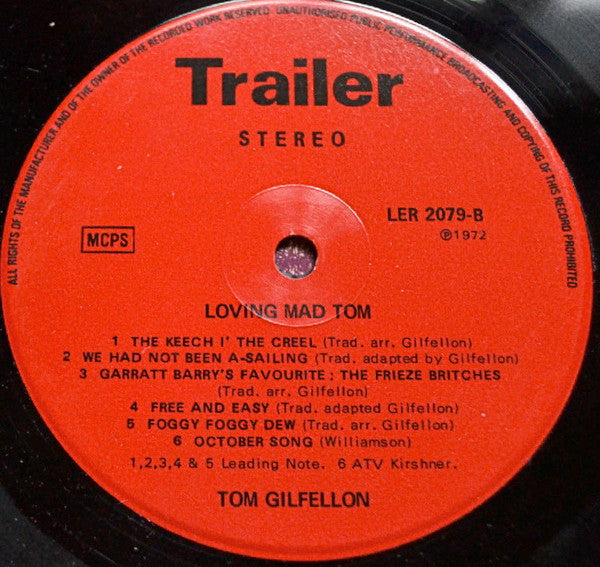 ALL RIGHTS OF THE MANUFACTURER AND OF THE OWNER OF THE RECORDED WORK RESERVED UNAUTHORISED PUBLIC PERFORMANCE BROADCASTING AND COPYING OF THIS RECORD PROHIBITED
Trailer
STEREO
LER 2079-B
MCPS
Ⓟ1972
LOVING MAD TOM
1 THE KEECH I' THE CREEL (Trad. arr. Gilfellon)
2 WE HAD NOT BEEN A-SAILING (Trad. adapted by Gilfellon)
3 GARRATT BARRY'S FAVOURITE ; THE FRIEZE BRITCHES
(Trad. arr. Gilfellon)
4 FREE AND EASY (Trad. adapted Gilfellon)
5 FOGGY FOGGY DEW (Trad. arr. Gilfellon)
6 OCTOBER SONG (Williamson)
1,2,3,4 & 5 Leading Note. 6 ATV Kirshner.
TOM GILFELLON